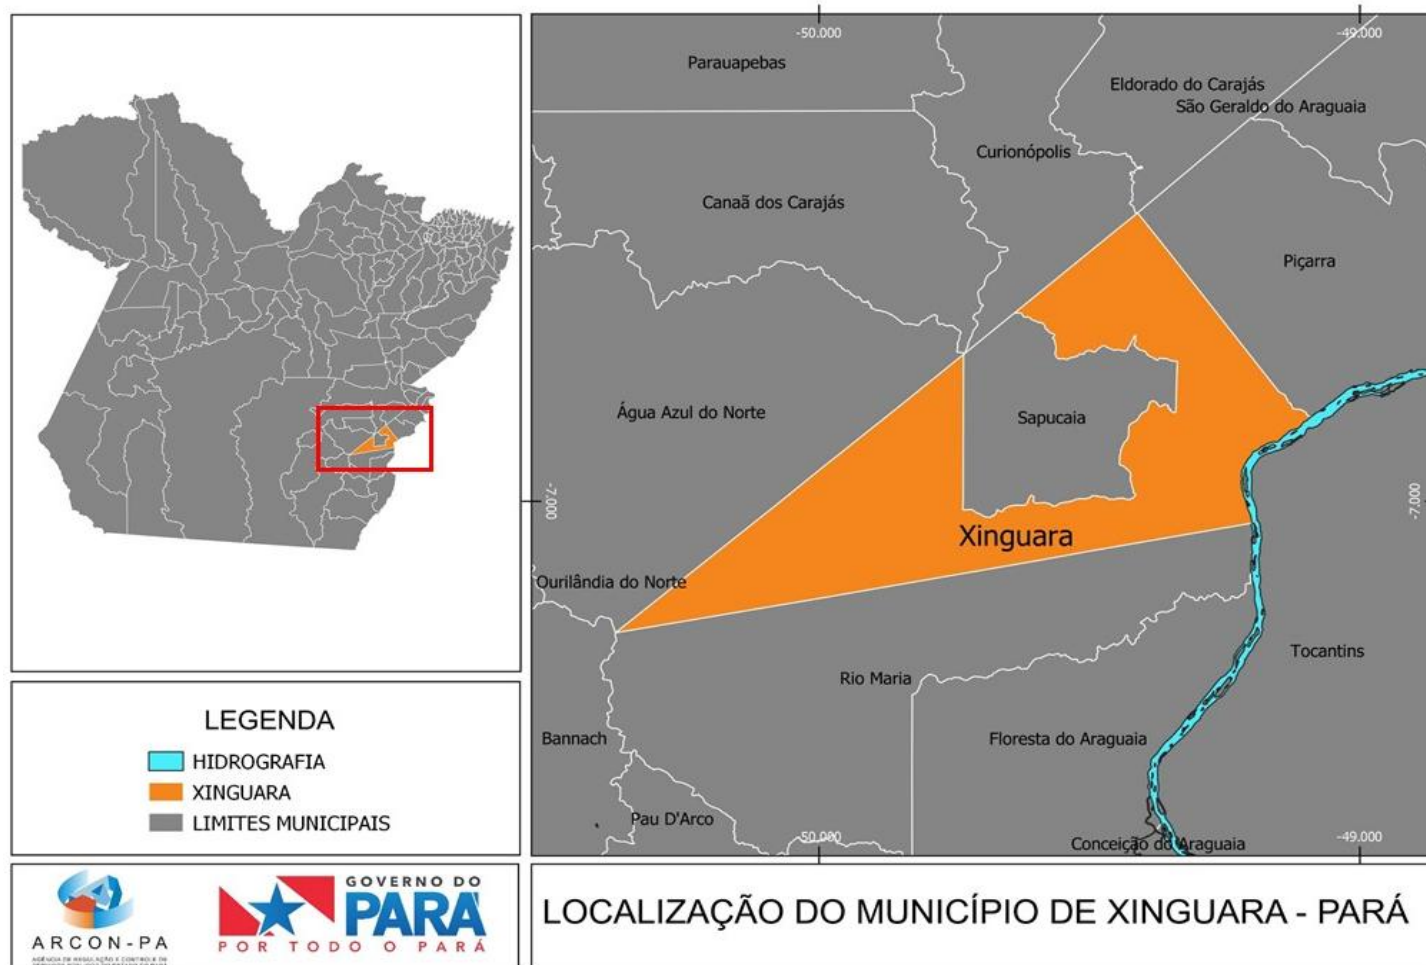 -50.000
-49.000
Parauapebas
Eldorado do Carajás
São Geraldo do Araguaia
Curionópolis
Canaã dos Carajás
Piçarra
Água Azul do Norte
Sapucaia
-7.000
-7.000
Xinguara
Ourilândia do Norte
Tocantins
Rio Maria
Bannach
Floresta do Araguaia
Pau D'Arco
-50.000
-49.000
Conceição do Araguaia
LEGENDA
HIDROGRAFIA
XINGUARA
LIMITES MUNICIPAIS
ARCON-PA
GOVERNO DO
PARÁ
POR TODO O PARÁ
LOCALIZAÇÃO DO MUNICÍPIO DE XINGUARA - PARÁ